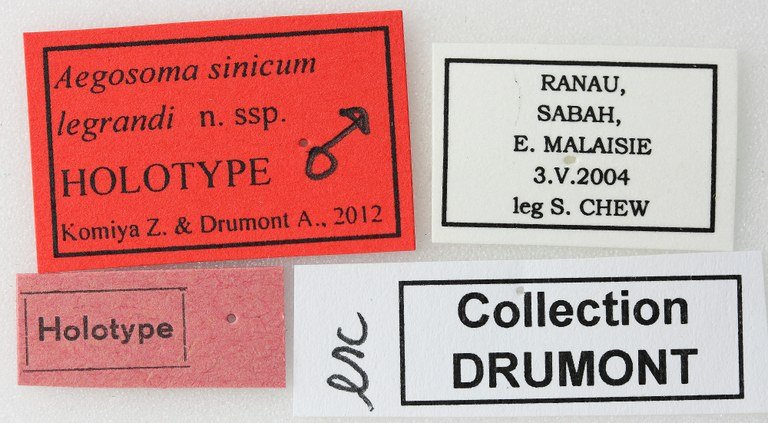 Aegosoma sinicum
legrandi n. ssp.
HOLOTYPE ♂
Komiya Z. & Drumont A., 2012
RANAU,
SABAH,
E. MALAISIE
3.V.2004
leg S. CHEW
Holotype
Collection
DRUMONT